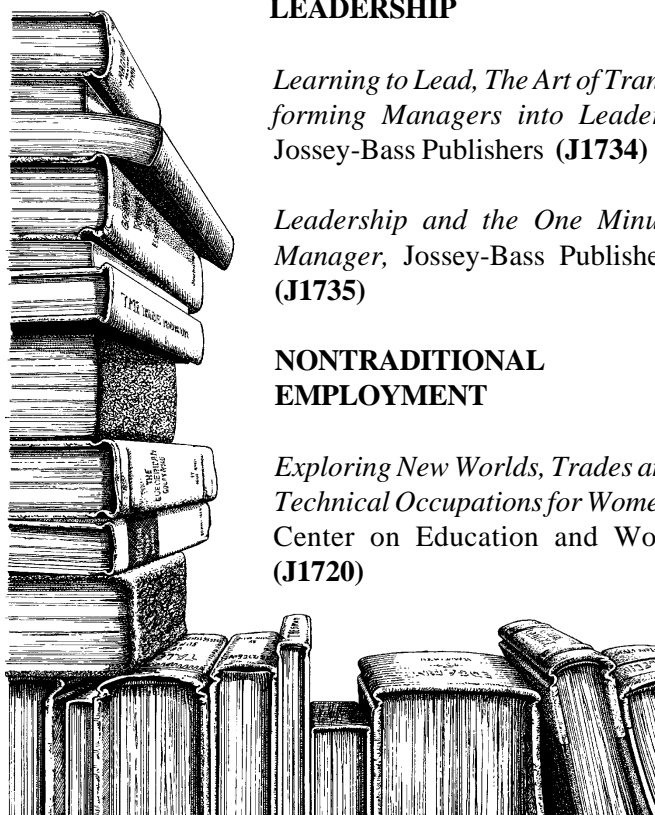 LEADERSHIP
Learning to Lead, The Art of Tran
forming Managers into Leader
Jossey-Bass Publishers (J1734)
Leadership and the One Minu
Manager, Jossey-Bass Publishe
(J1735)
NONTRADITIONAL
EMPLOYMENT
Exploring New Worlds, Trades a
Technical Occupations for Wome
Center on Education and Wo
(J1720)